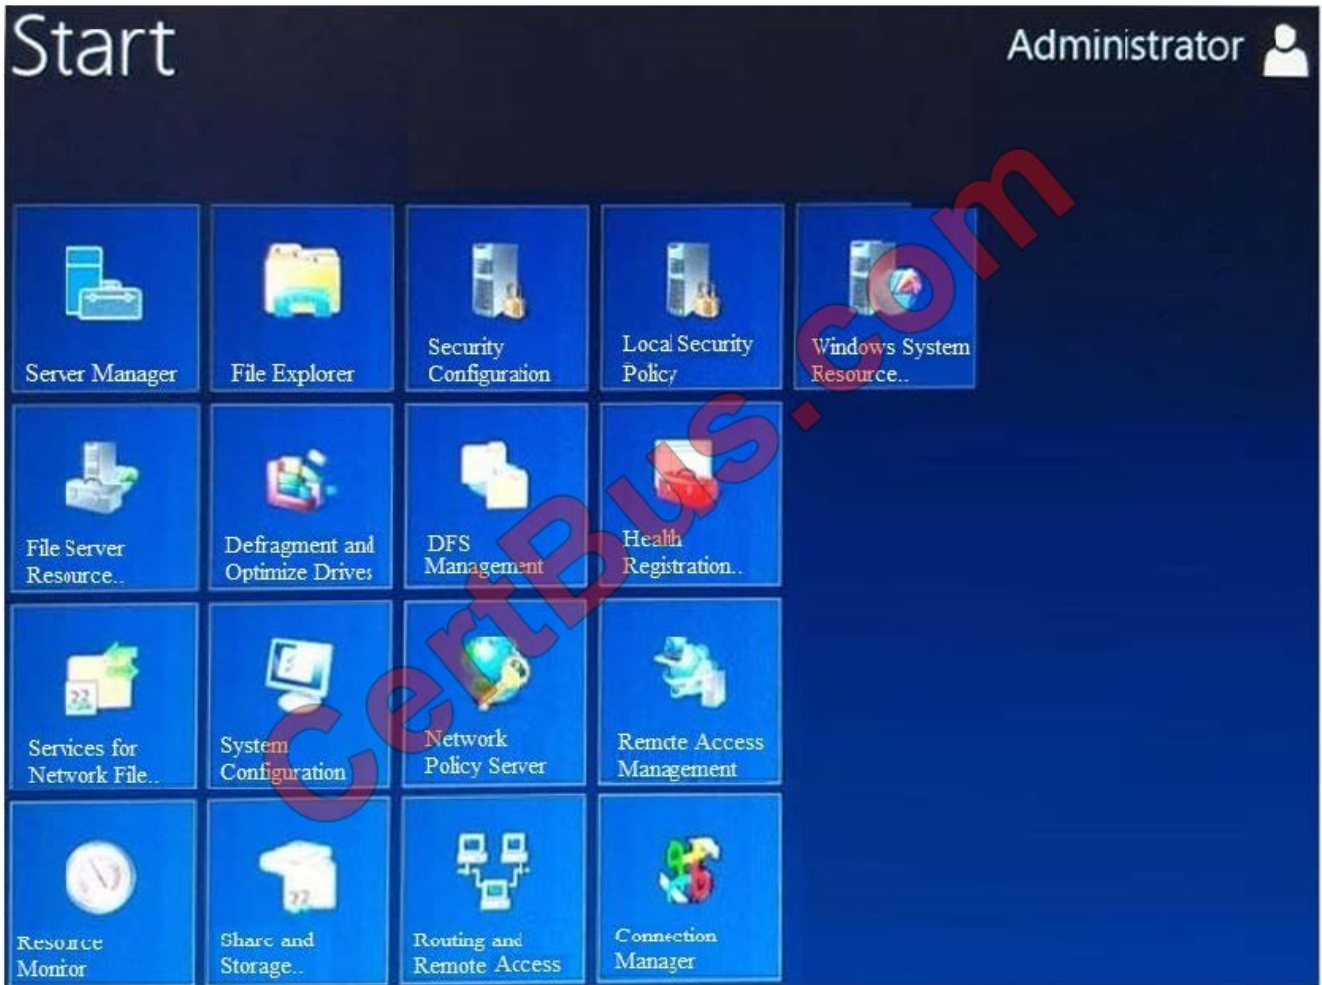 Start
Administrator
Server Manager
File Explorer
Security
Configuration
Local Security
Policy
Windows System
Resource..
File Server
Resource..
Defragment and
Optimize Drives
DFS
Management
Health
Registration..
Services for
Network File..
System
Configuration
Network
Policy Server
Remote Access
Management
Resource
Monitor
Share and
Storage..
Routing and
Remote Access
Connection
Manager
CertBus.com